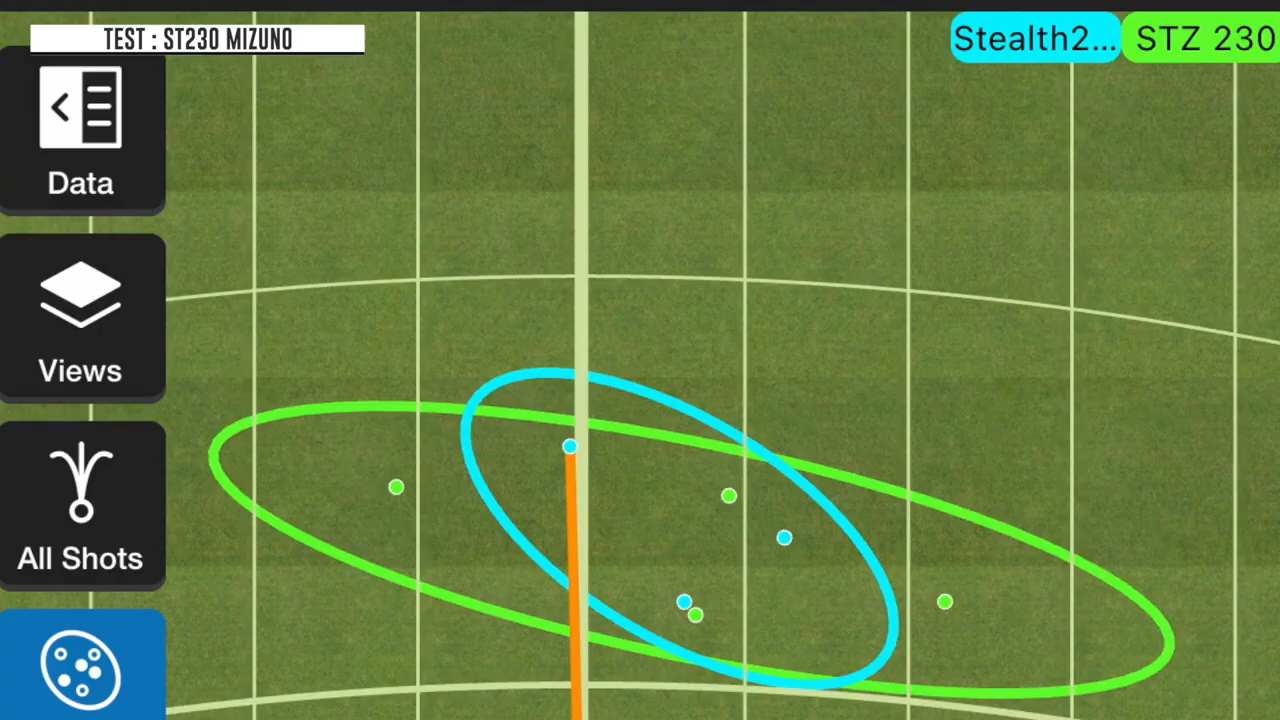 TEST : ST230 MIZUNO
Stealth2...
STZ 230
Data
Views
All Shots